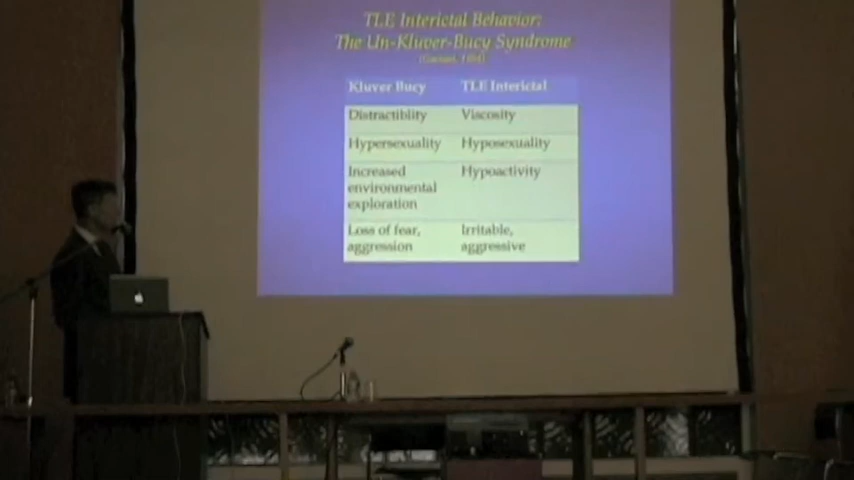 TLE Interictal Behavior:
The Un-Kluver-Bucy Syndrome
Kluver Bucy TLE Interictal
Distractiblity Viscosity
Hypersexuality Hyposexuality
Increased Hypoactivity
environmental
exploration
Loss of fear, Irritable,
aggression aggressive